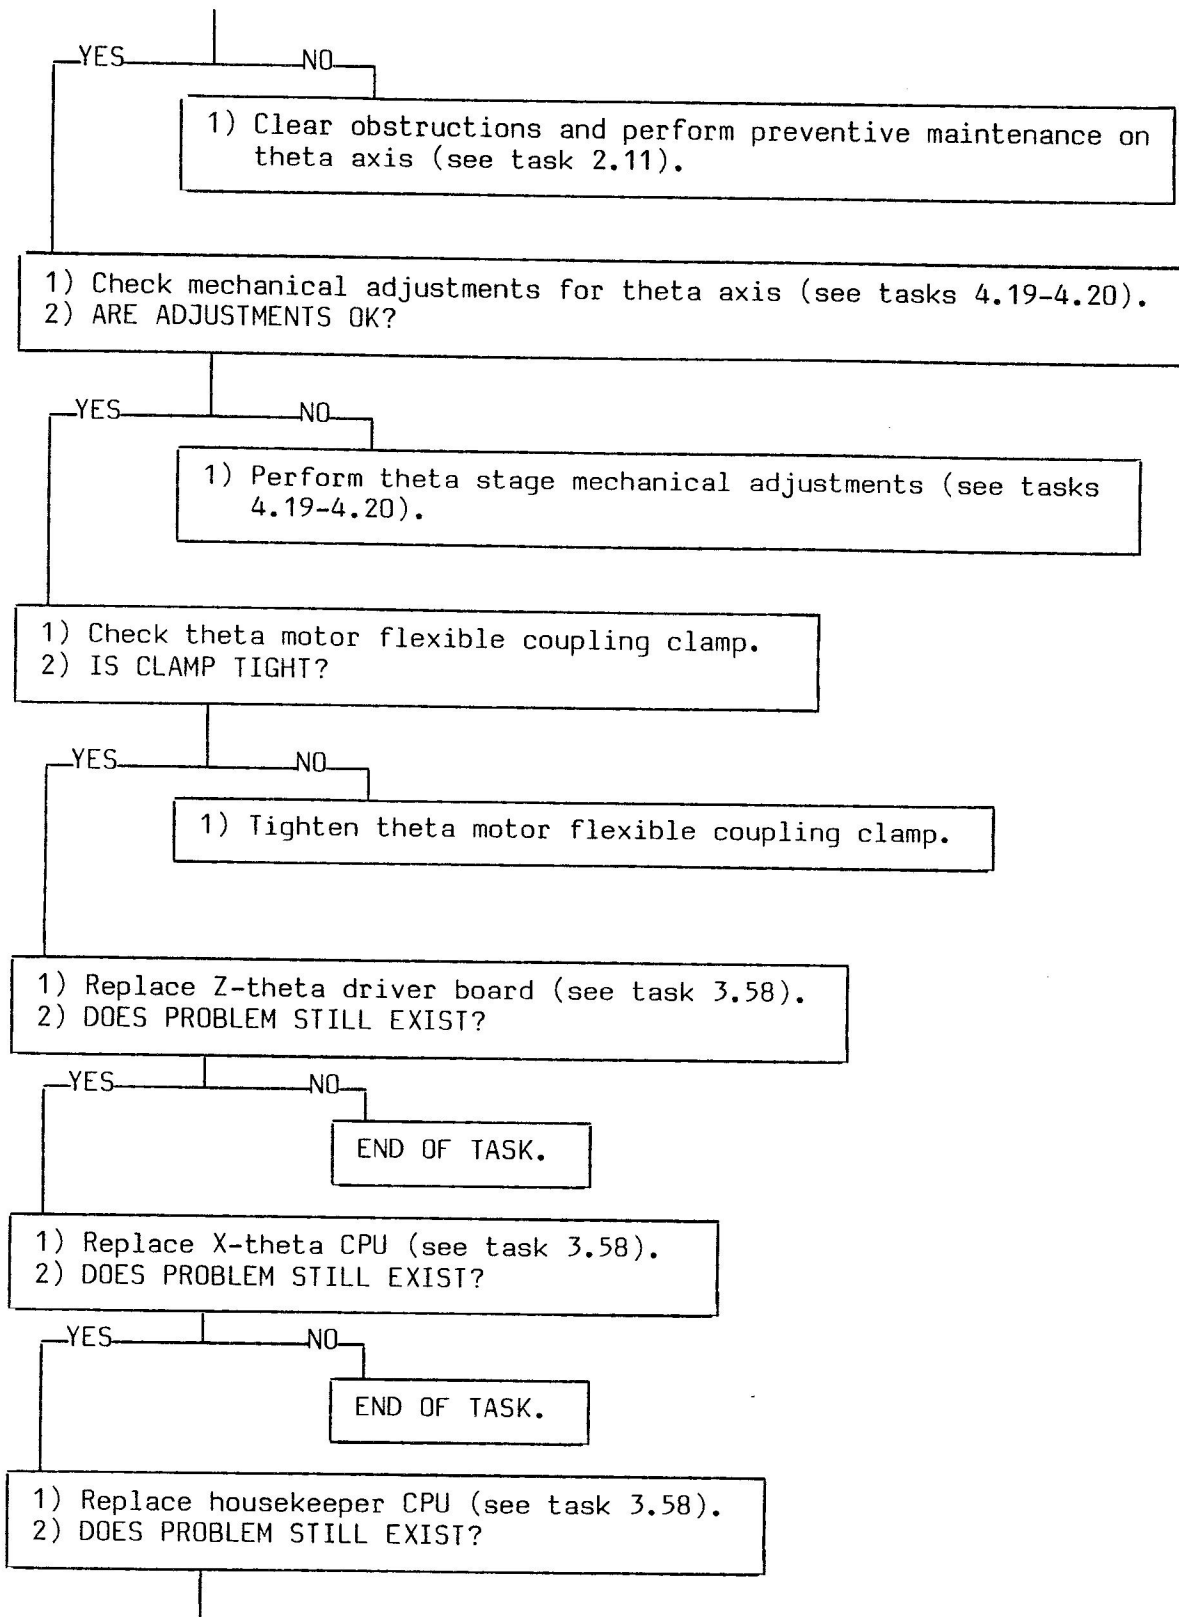 YES NO
1) Clear obstructions and perform preventive maintenance on
theta axis (see task 2.11).
1) Check mechanical adjustments for theta axis (see tasks 4.19-4.20).
2) ARE ADJUSTMENTS OK?
YES NO
1) Perform theta stage mechanical adjustments (see tasks
4.19-4.20).
1) Check theta motor flexible coupling clamp.
2) IS CLAMP TIGHT?
YES NO
1) Tighten theta motor flexible coupling clamp.
1) Replace Z-theta driver board (see task 3.58).
2) DOES PROBLEM STILL EXIST?
YES NO
END OF TASK.
1) Replace X-theta CPU (see task 3.58).
2) DOES PROBLEM STILL EXIST?
YES NO
END OF TASK.
1) Replace housekeeper CPU (see task 3.58).
2) DOES PROBLEM STILL EXIST?